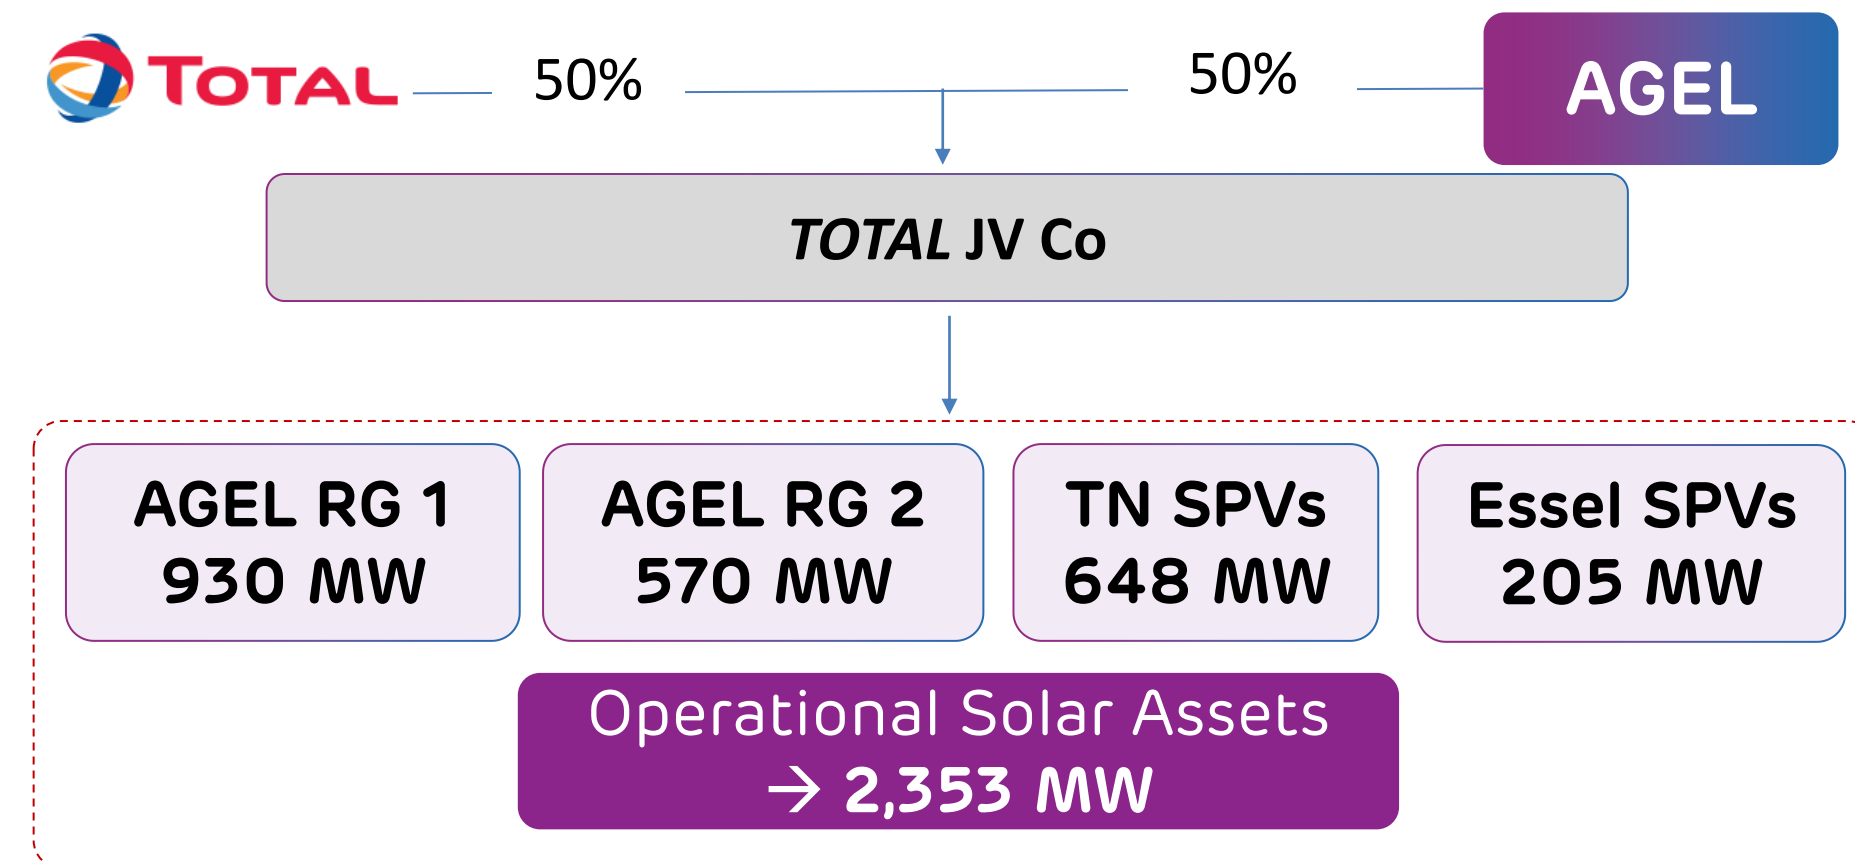 TOTAL 50% 50% AGEL
TOTAL JV Co
AGEL RG 1
930 MW
AGEL RG 2
570 MW
TN SPVs
648 MW
Essel SPVs
205 MW
Operational Solar Assets
→ 2,353 MW